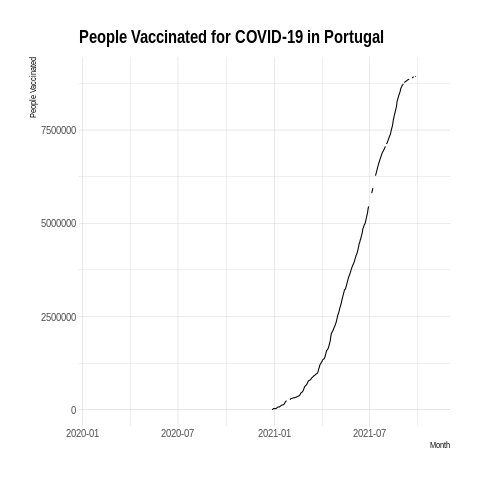 People Vaccinated for COVID-19 in Portugal
People Vaccinated
7500000
5000000
2500000
0
2020-01 2020-07 2021-01 2021-07
Month